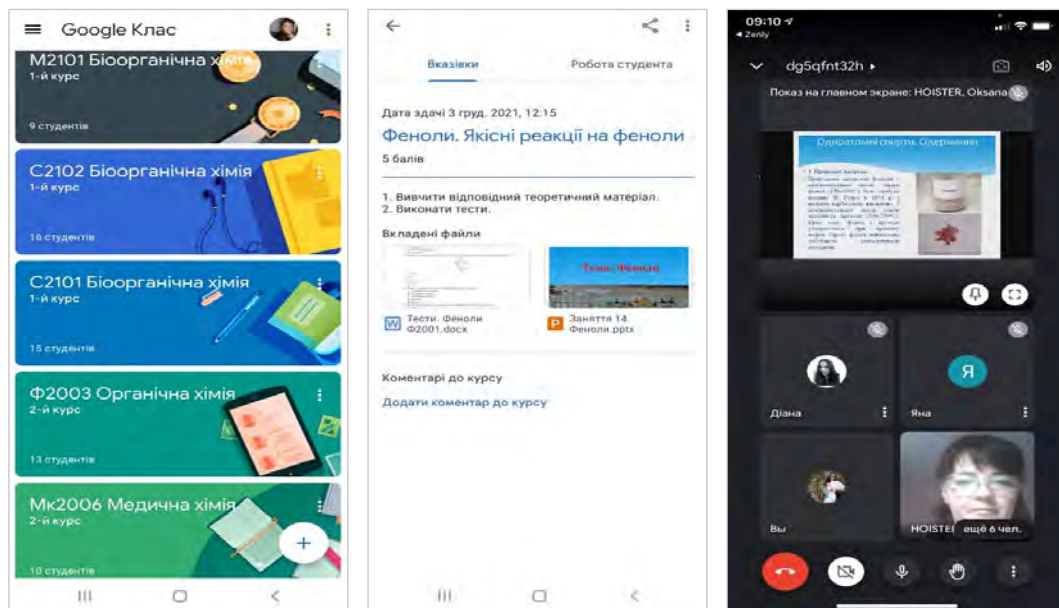 Google Клас
М2101 Біоорганічна хімія
1-й курс
9 студентів
С2102 Біоорганічна хімія
1-й курс
16 студентів
С2101 Біоорганічна хімія
1-й курс
15 студентів
Ф2003 Органічна хімія
2-й курс
13 студентів
Мк2006 Медична хімія
2-й курс
10 студентів
Вказівки
Робота студента
Дата здачі 3 груд. 2021, 12:15
Феноли. Якісні реакції на феноли
5 балів
1. Вивчити відповідний теоретичний матеріал.
2. Виконати тести.
Вкладені файли
Тема: Феноли
W
Тести. Феноли
Ф2001.docx
P
Заняття 14.
Феноли.pptx
Коментарі до курсу
Додати коментар до курсу
09:10
Zenly
dg5qfnt32h
Показ на главном экране: HOISTER, Oksana
Одноатомні спирти. Одержання
Я
Діана
Яна
Вы
HOISTE
ещё 6 чел.